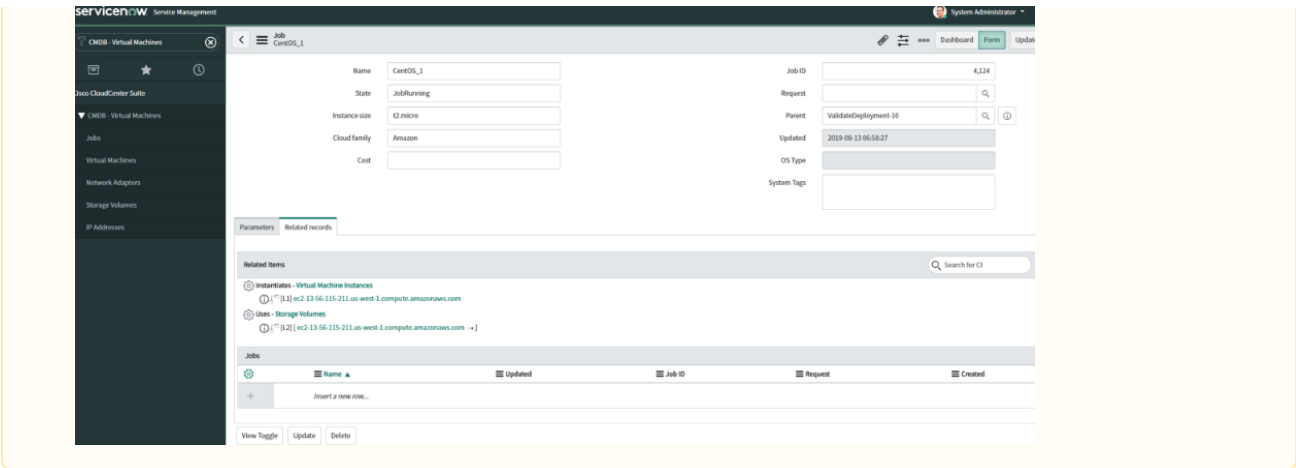 servicenow Service Management
System Administrator
CMDB - Virtual Machines
Job
CentOS_1
Dashboard Form Updat
isco CloudCenter Suite
CMDB - Virtual Machines
Jobs
Virtual Machines
Network Adapters
Storage Volumes
IP Addresses
Name CentOS_1
State JobRunning
Instance size t2.micro
Cloud family Amazon
Cost
Job ID 4,124
Request
Parent ValidateDeployment-10
Updated 2019-08-13 06:58:27
OS Type
System Tags
Parameters Related records
Related Items Search for CI
Instantiates - Virtual Machine Instances
[L1] ec2-13-56-115-211.us-west-1.compute.amazonaws.com
Uses - Storage Volumes
[L2] [ ec2-13-56-115-211.us-west-1.compute.amazonaws.com → ]
Jobs
Name ▲ Updated Job ID Request Created
Insert a new row...
View Toggle Update Delete